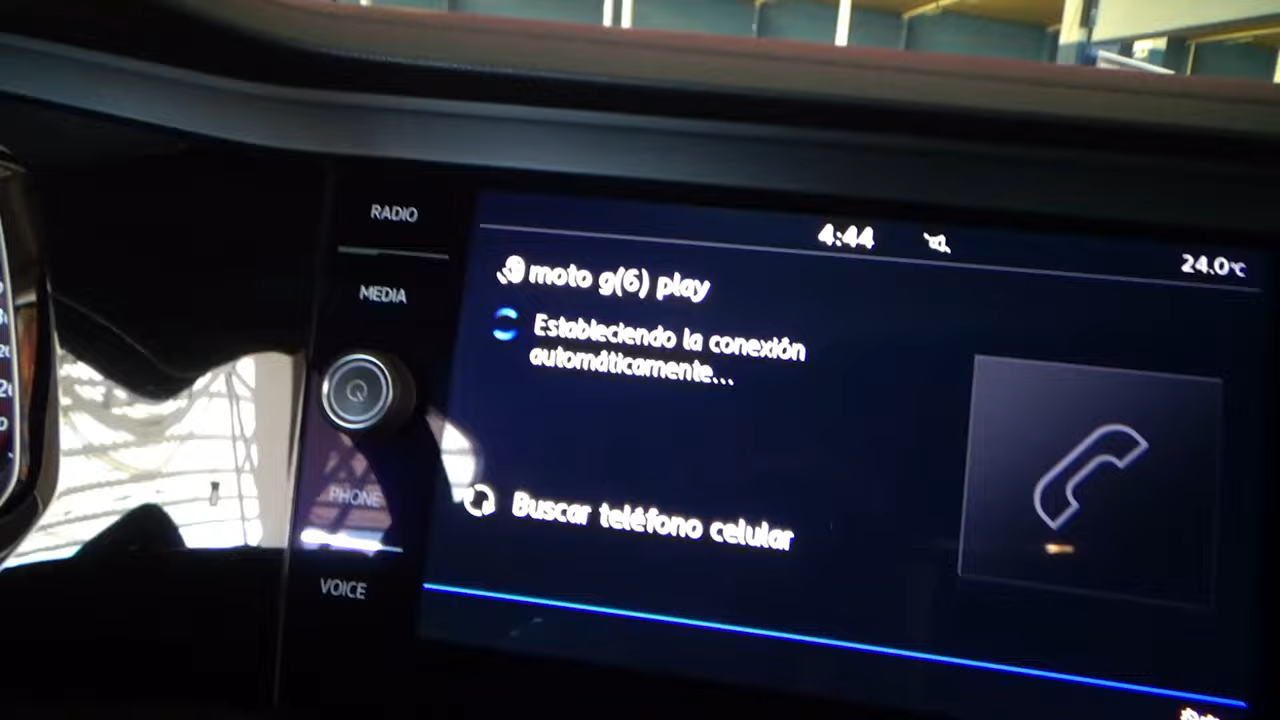 RADIO
4:44
24.0°C
MEDIA
moto g(6) play
Estableciendo la conexión
automáticamente...
PHONE
Buscar teléfono celular
VOICE